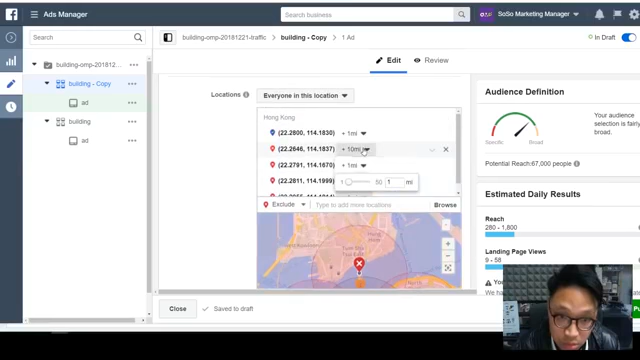 Ads Manager
Search business
SoSo Marketing Manager
Search
building-omp-20181221-traffic
building - Copy
1 Ad
In Draft
building-omp-2018122...
building - Copy
ad
building
ad
Edit
Review
Locations
Everyone in this location
Hong Kong
(22.2800, 114.1830) + 1mi
(22.2646, 114.1837) + 10mi
(22.2791, 114.1670) + 1mi
(22.2811, 114.1999)
1 50 1 mi
Exclude
Type to add more locations
Browse
Audience Definition
Your audience
selection is fairly
broad.
Specific
Broad
Potential Reach:67,000 people
Estimated Daily Results
Reach
280 - 1,800
Landing Page Views
9 - 58
Close
Saved to draft